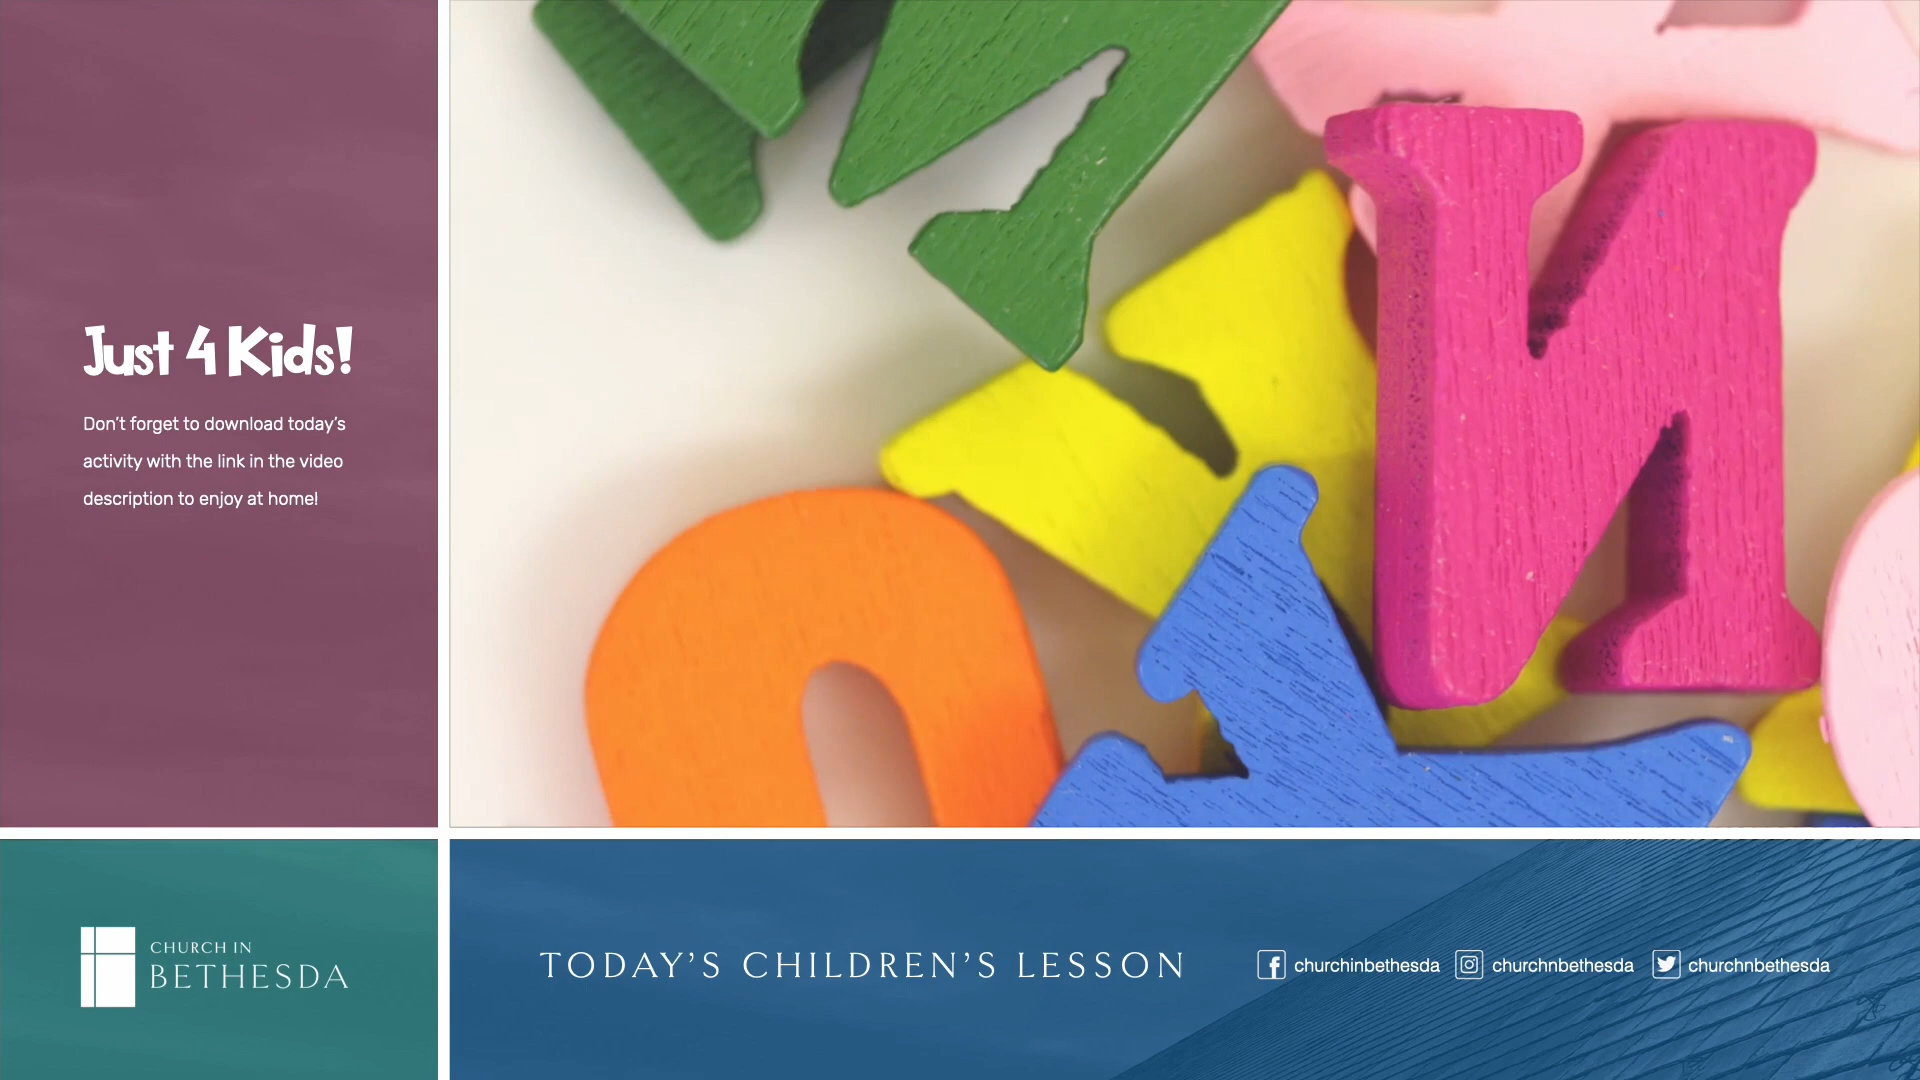 Just 4 Kids!
Don't forget to download today's
activity with the link in the video
description to enjoy at home!
CHURCH IN
BETHESDA
TODAY'S CHILDREN'S LESSON
churchinbethesda
churchnbethesda
churchnbethesda